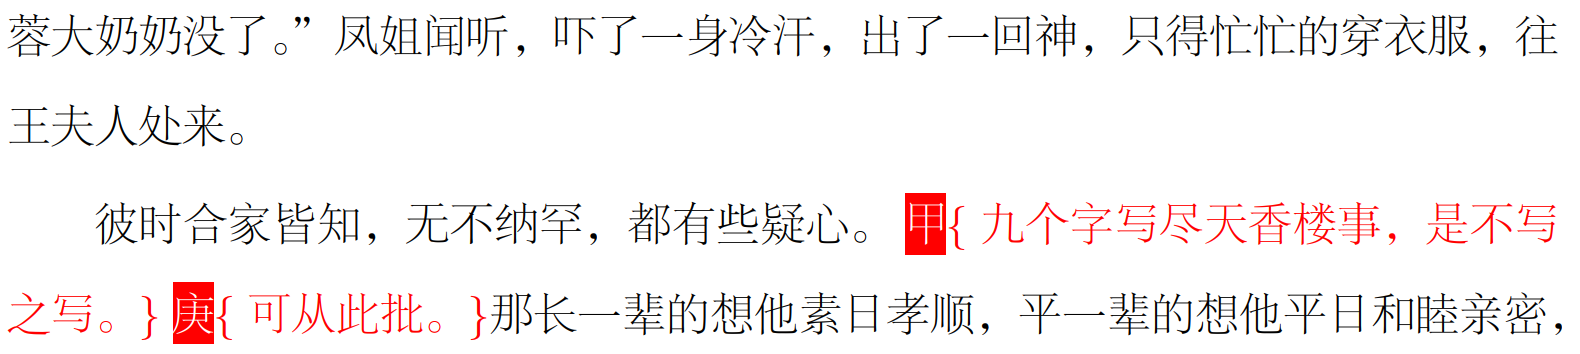 蓉大奶奶没了。”凤姐闻听，吓了一身冷汗，出了一回神，只得忙忙的穿衣服，往
王夫人处来。
彼时合家皆知，无不纳罕，都有些疑心。甲{ 九个字写尽天香楼事，是不写
之写。} 庚{ 可从此批。}那长一辈的想他素日孝顺，平一辈的想他平日和睦亲密，